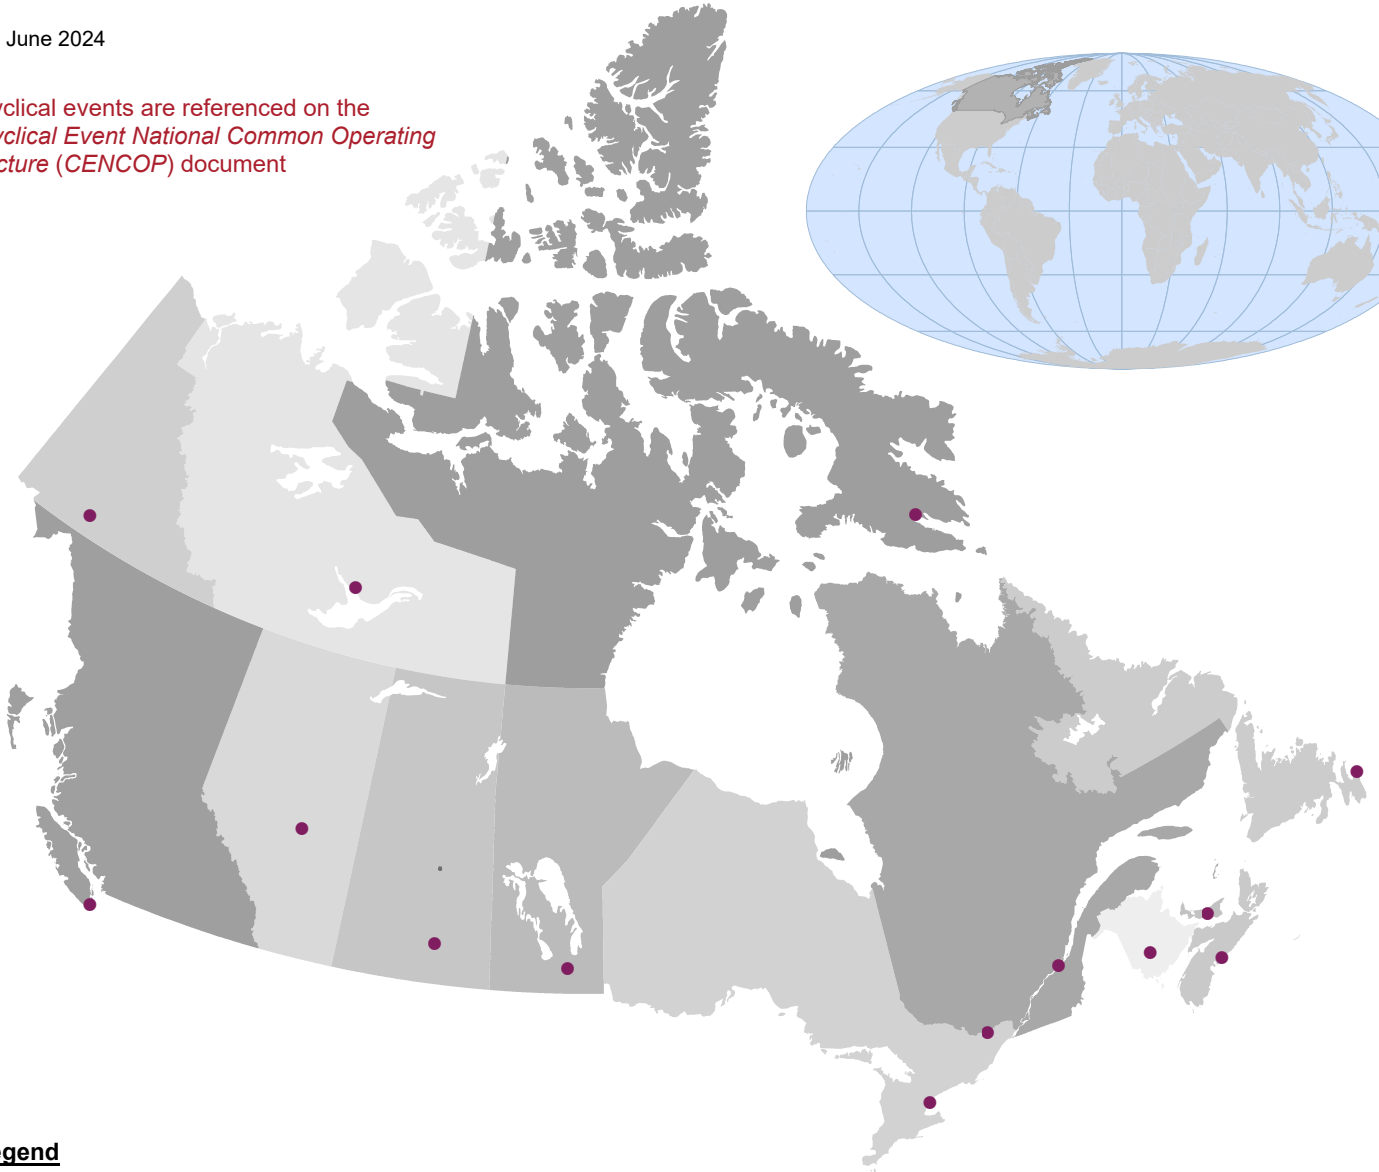 June 2024
yclical events are referenced on the
yclical Event National Common Operating
cture (CENCOP) document
egend